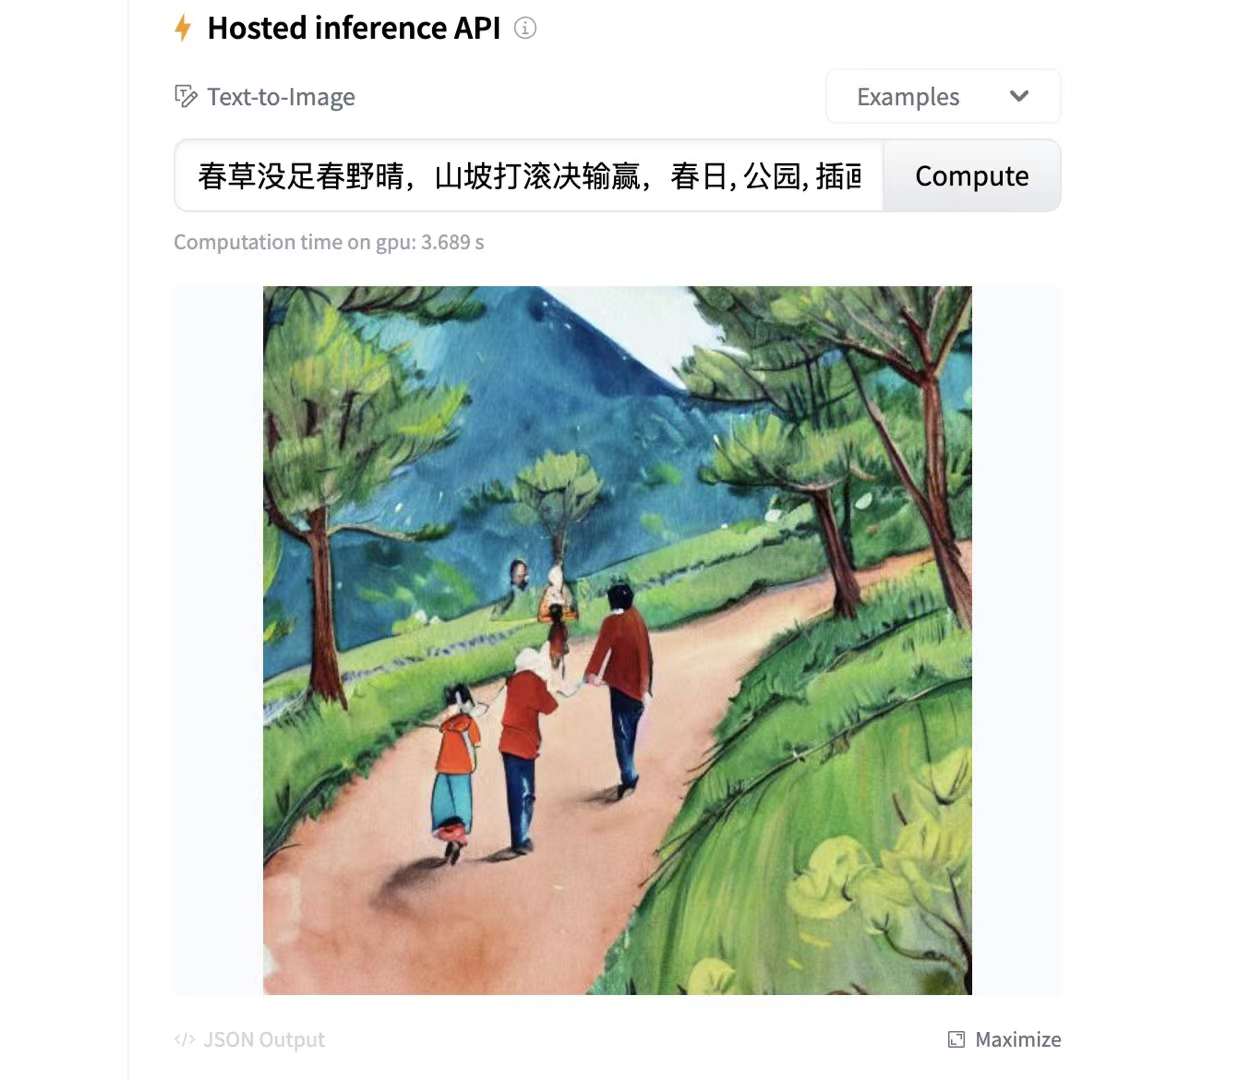 Hosted inference API
Text-to-Image
Examples
春草没足春野晴，山坡打滚决输赢，春日, 公园, 插
Compute
Computation time on gpu: 3.689 s
</> JSON Output
Maximize